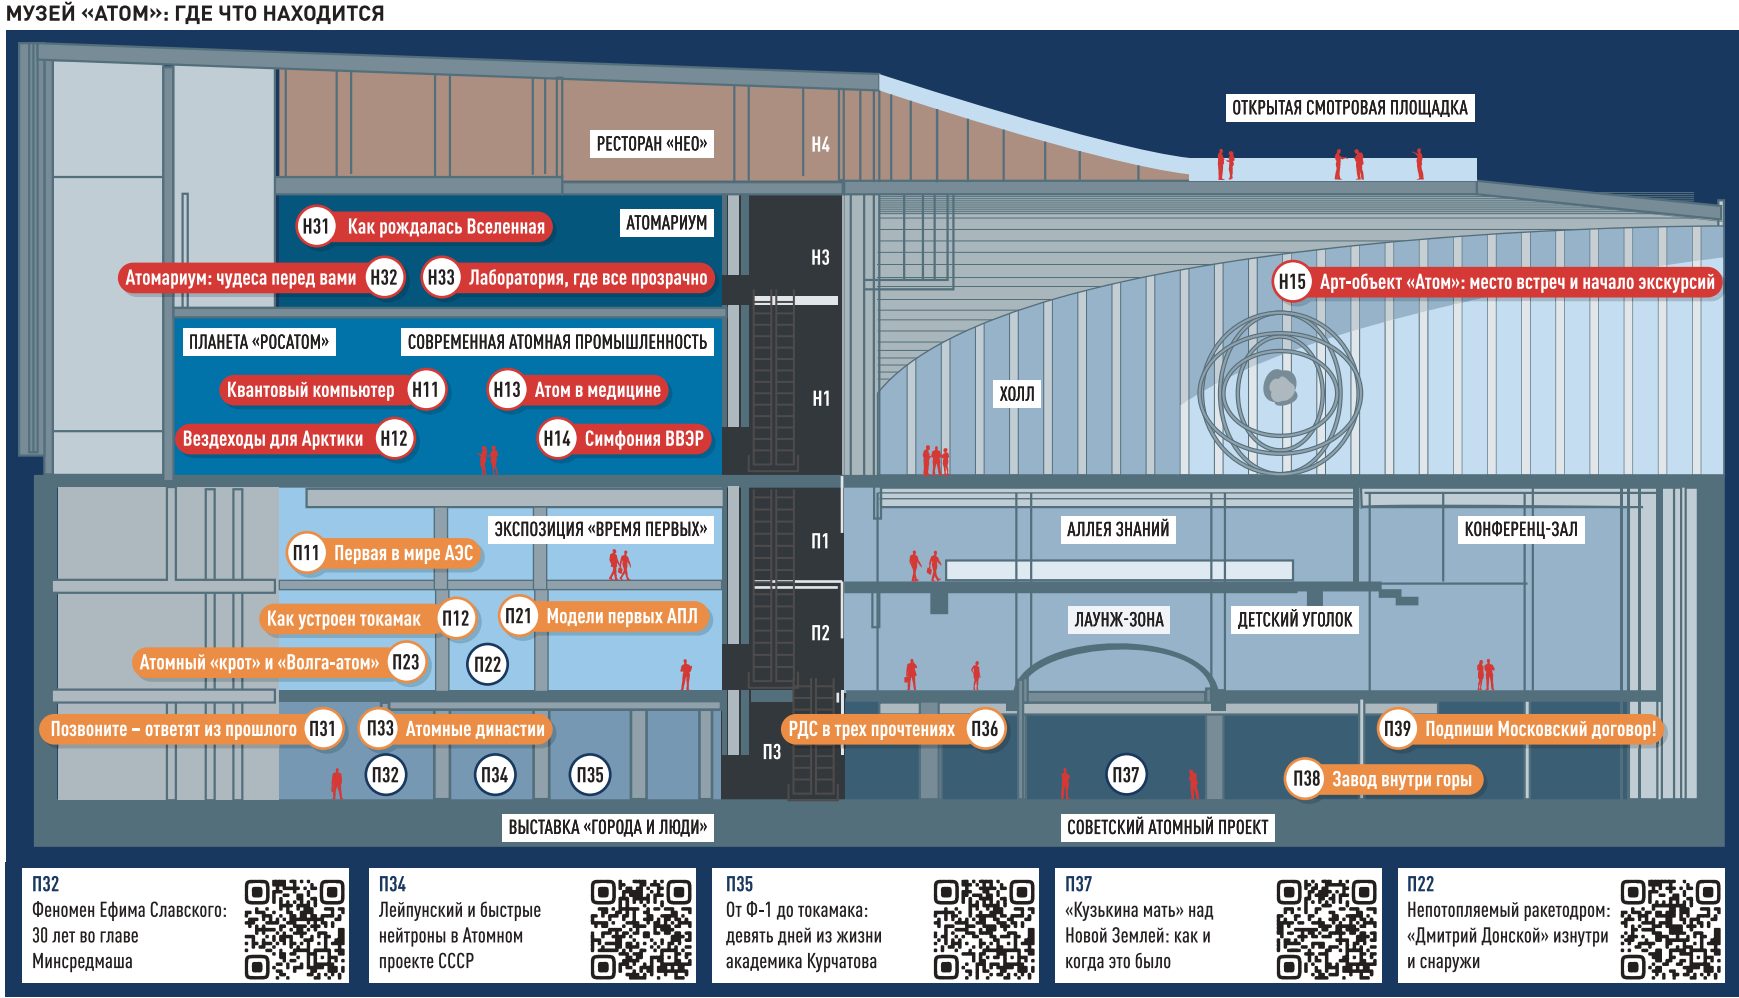 МУЗЕЙ «АТОМ»: ГДЕ ЧТО НАХОДИТСЯ
ОТКРЫТАЯ СМОТРОВАЯ ПЛОЩАДКА
РЕСТОРАН «НЕО»
Н4
Н31 Как рождалась Вселенная
АТОМАРИУМ
Н3
Атомариум: чудеса перед вами Н32
Н33 Лаборатория, где все прозрачно
Н15 Арт-объект «Атом»: место встреч и начало экскурсий
ПЛАНЕТА «РОСАТОМ»
СОВРЕМЕННАЯ АТОМНАЯ ПРОМЫШЛЕННОСТЬ
Квантовый компьютер Н11
Н13 Атом в медицине
Н1
ХОЛЛ
Вездеходы для Арктики Н12
Н14 Симфония ВВЭР
ЭКСПОЗИЦИЯ «ВРЕМЯ ПЕРВЫХ»
П11 Первая в мире АЭС
П1
АЛЛЕЯ ЗНАНИЙ
КОНФЕРЕНЦ-ЗАЛ
Как устроен токамак П12
П21 Модели первых АПЛ
П2
ЛАУНЖ-ЗОНА
ДЕТСКИЙ УГОЛОК
Атомный «крот» и «Волга-атом» П23
П22
Позвоните – ответят из прошлого П31
П33 Атомные династии
П3
РДС в трех прочтениях П36
П39 Подпиши Московский договор!
П32
П34
П35
П37
П38 Завод внутри горы
ВЫСТАВКА «ГОРОДА И ЛЮДИ»
СОВЕТСКИЙ АТОМНЫЙ ПРОЕКТ
П32
Феномен Ефима Славского:
30 лет во главе
Минсредмаша
П34
Лейпунский и быстрые
нейтроны в Атомном
проекте СССР
П35
От Ф-1 до токамака:
девять дней из жизни
академика Курчатова
П37
«Кузькина мать» над
Новой Землей: как и
когда это было
П22
Непотопляемый ракетодром:
«Дмитрий Донской» изнутри
и снаружи